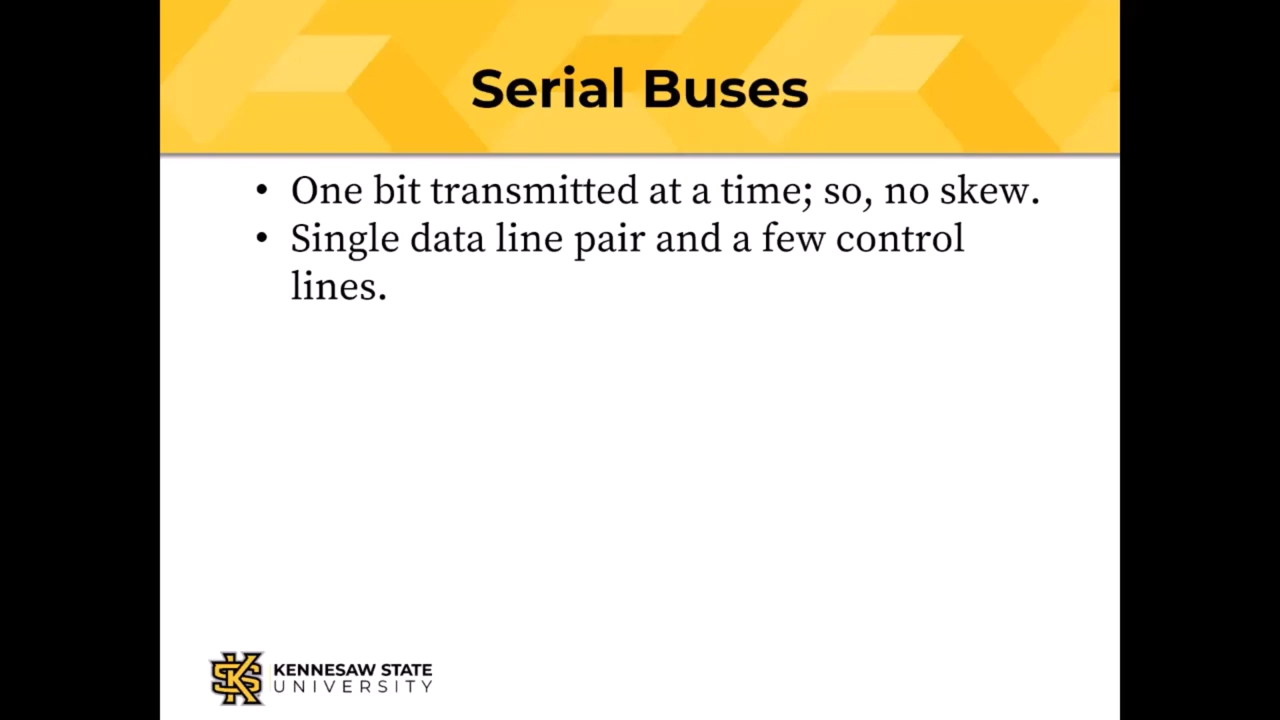 Serial Buses
• One bit transmitted at a time; so, no skew.
• Single data line pair and a few control
lines.
KENNESAW STATE
UNIVERSITY